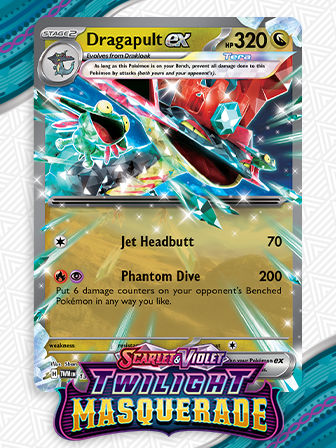 STAGE 2
Dragapult ex
HP 320
Evolves from Drakloak
Tera
As long as this Pokémon is on your Bench, prevent all damage done to this Pokémon by attacks (both yours and your opponent's).
Jet Headbutt 70
Phantom Dive 200
Put 6 damage counters on your opponent's Benched
Pokémon in any way you like.
weakness
H TWM EN
SCARLET & VIOLET
TWILIGHT
MASQUERADE
your Pokémon ex